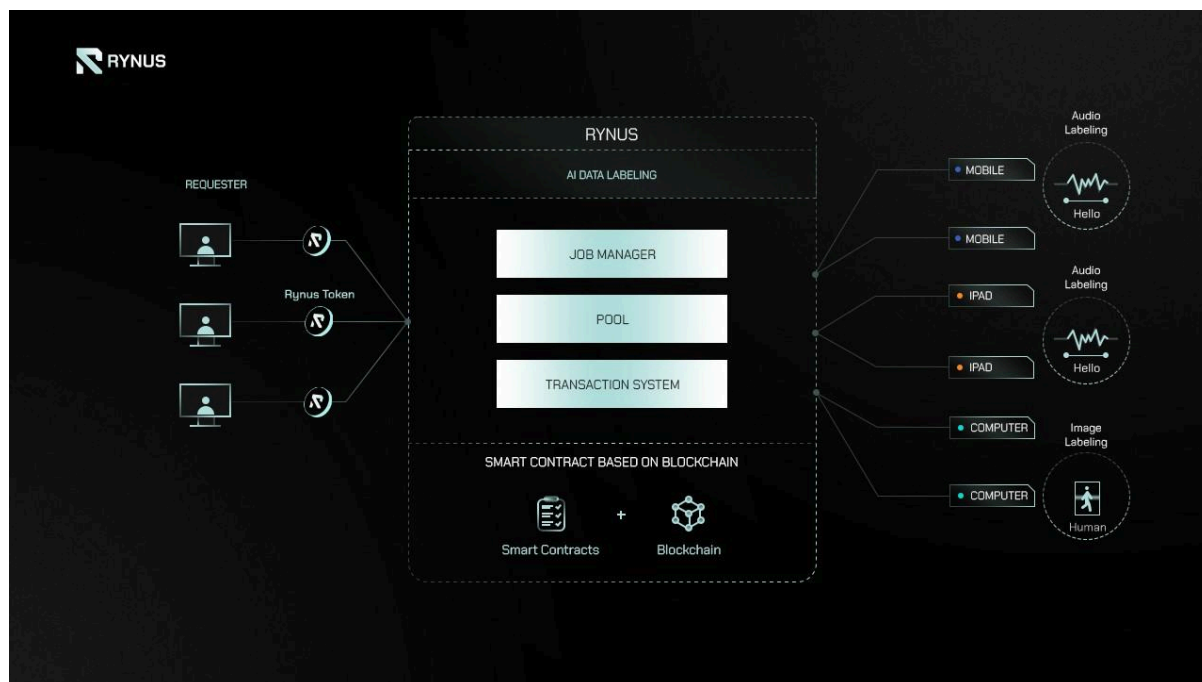 RYNUS
REQUESTER
Rynus Token
RYNUS
AI DATA LABELING
JOB MANAGER
POOL
TRANSACTION SYSTEM
SMART CONTRACT BASED ON BLOCKCHAIN
+
Smart Contracts
Blockchain
MOBILE
MOBILE
IPAD
IPAD
COMPUTER
COMPUTER
Audio
Labeling
Hello
Audio
Labeling
Hello
Image
Labeling
Human